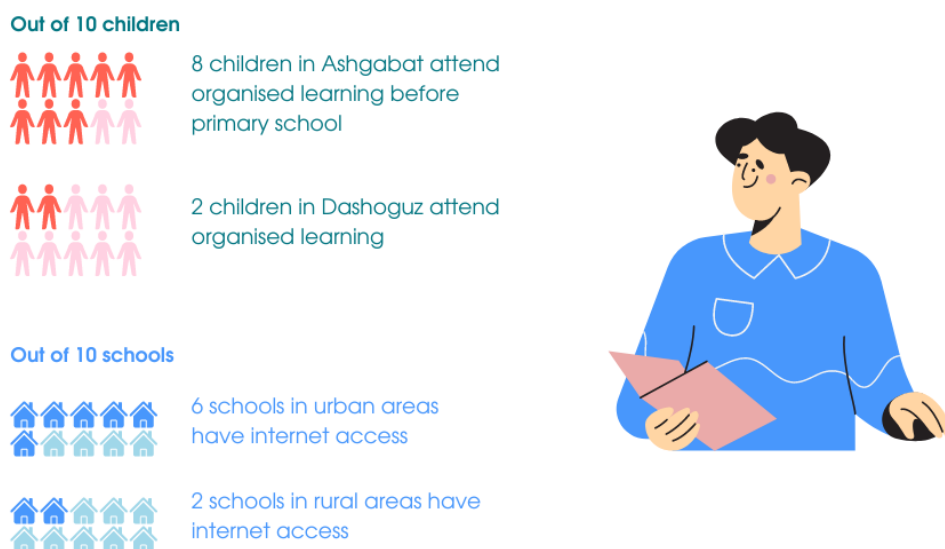 Out of 10 children
8 children in Ashgabat attend
organised learning before
primary school
2 children in Dashoguz attend
organised learning
Out of 10 schools
6 schools in urban areas
have internet access
2 schools in rural areas have
internet access